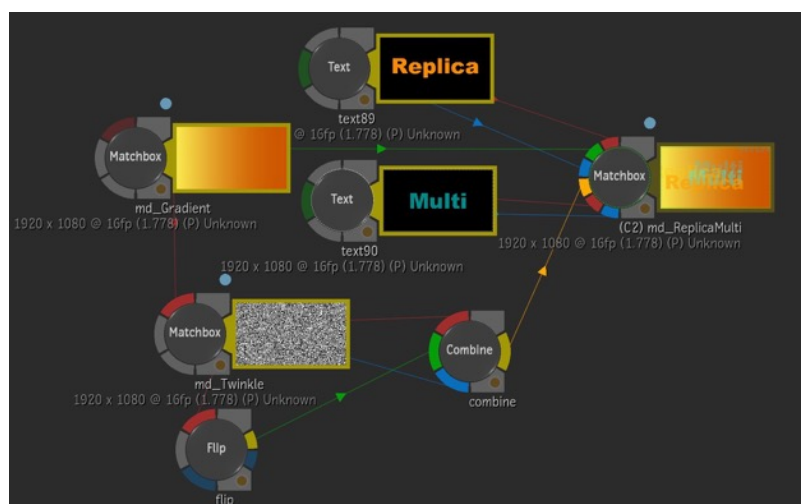 Text
Replica
text89
@ 16fp (1.778) (P) Unknown
Matchbox
md_Gradient
1920 x 1080 @ 16fp (1.778) (P) Unknown
Text
Multi
text90
1920 x 1080 @ 16fp (1.778) (P) Unknown
Matchbox
Multi
Replica
(C2) md_ReplicaMulti
1920 x 1080 @ 16fp (1.778) (P) Unknown
Matchbox
md_Twinkle
1920 x 1080 @ 16fp (1.778) (P) Unknown
Combine
combine
Flip
flip